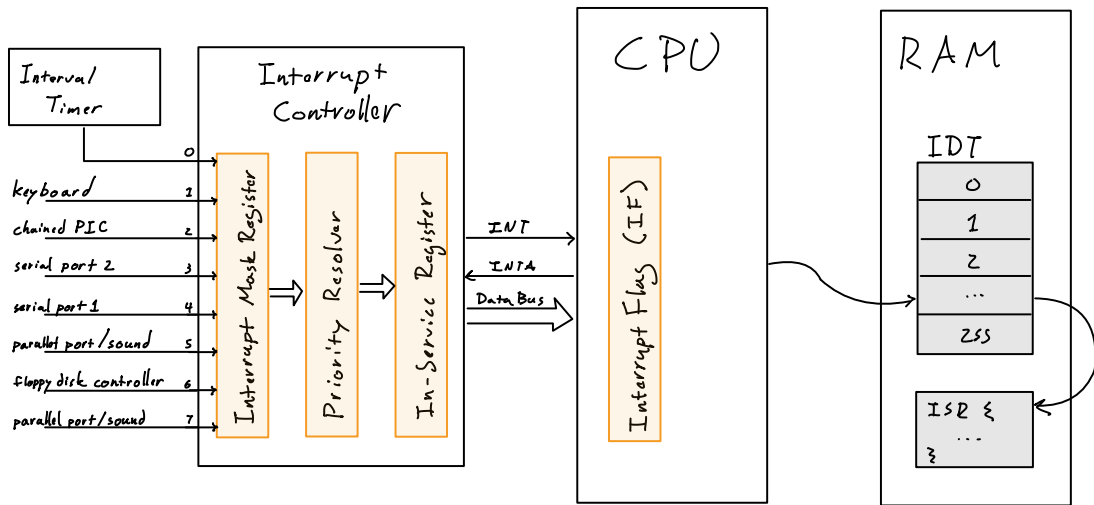 Interval
Timer
0
keyboard 1
chained PIC 2
serial port 2 3
serial port 1 4
parallel port/sound 5
floppy disk controller 6
parallel port/sound 7
Interrupt
Controller
Interrupt Mask Register
Priority Resolver
In-Service Register
INT
INTA
Data Bus
CPU
Interrupt Flag (IF)
RAM
IDT
0
1
2
...
255
ISR {
...
}